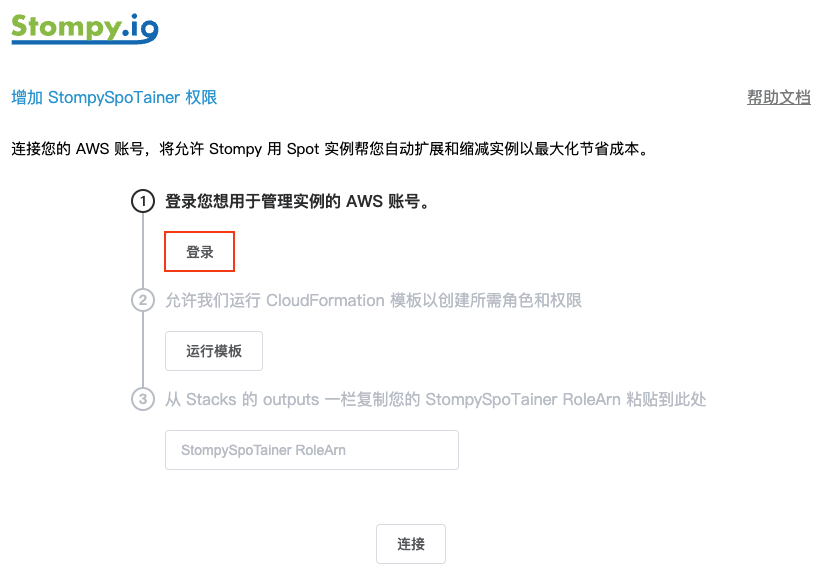 Stompy.io
增加 StompySpoTainer 权限
帮助文档
连接您的 AWS 账号，将允许 Stompy 用 Spot 实例帮您自动扩展和缩减实例以最大化节省成本。
1 登录您想用于管理实例的 AWS 账号。
登录
2 允许我们运行 CloudFormation 模板以创建所需角色和权限
运行模板
3 从 Stacks 的 outputs 一栏复制您的 StompySpoTainer RoleArn 粘贴到此处
StompySpoTainer RoleArn
连接